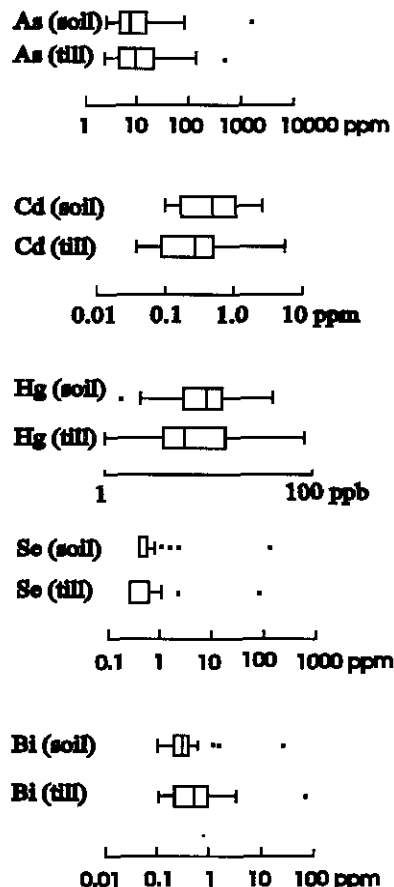 As (soil)
As (till)
1 10 100 1000 10000 ppm
Cd (soil)
Cd (till)
0.01 0.1 1.0 10 ppm
Hg (soil)
Hg (till)
1 100 ppb
Se (soil)
Se (till)
0.1 1 10 100 1000 ppm
Bi (soil)
Bi (till)
0.01 0.1 1 10 100 ppm